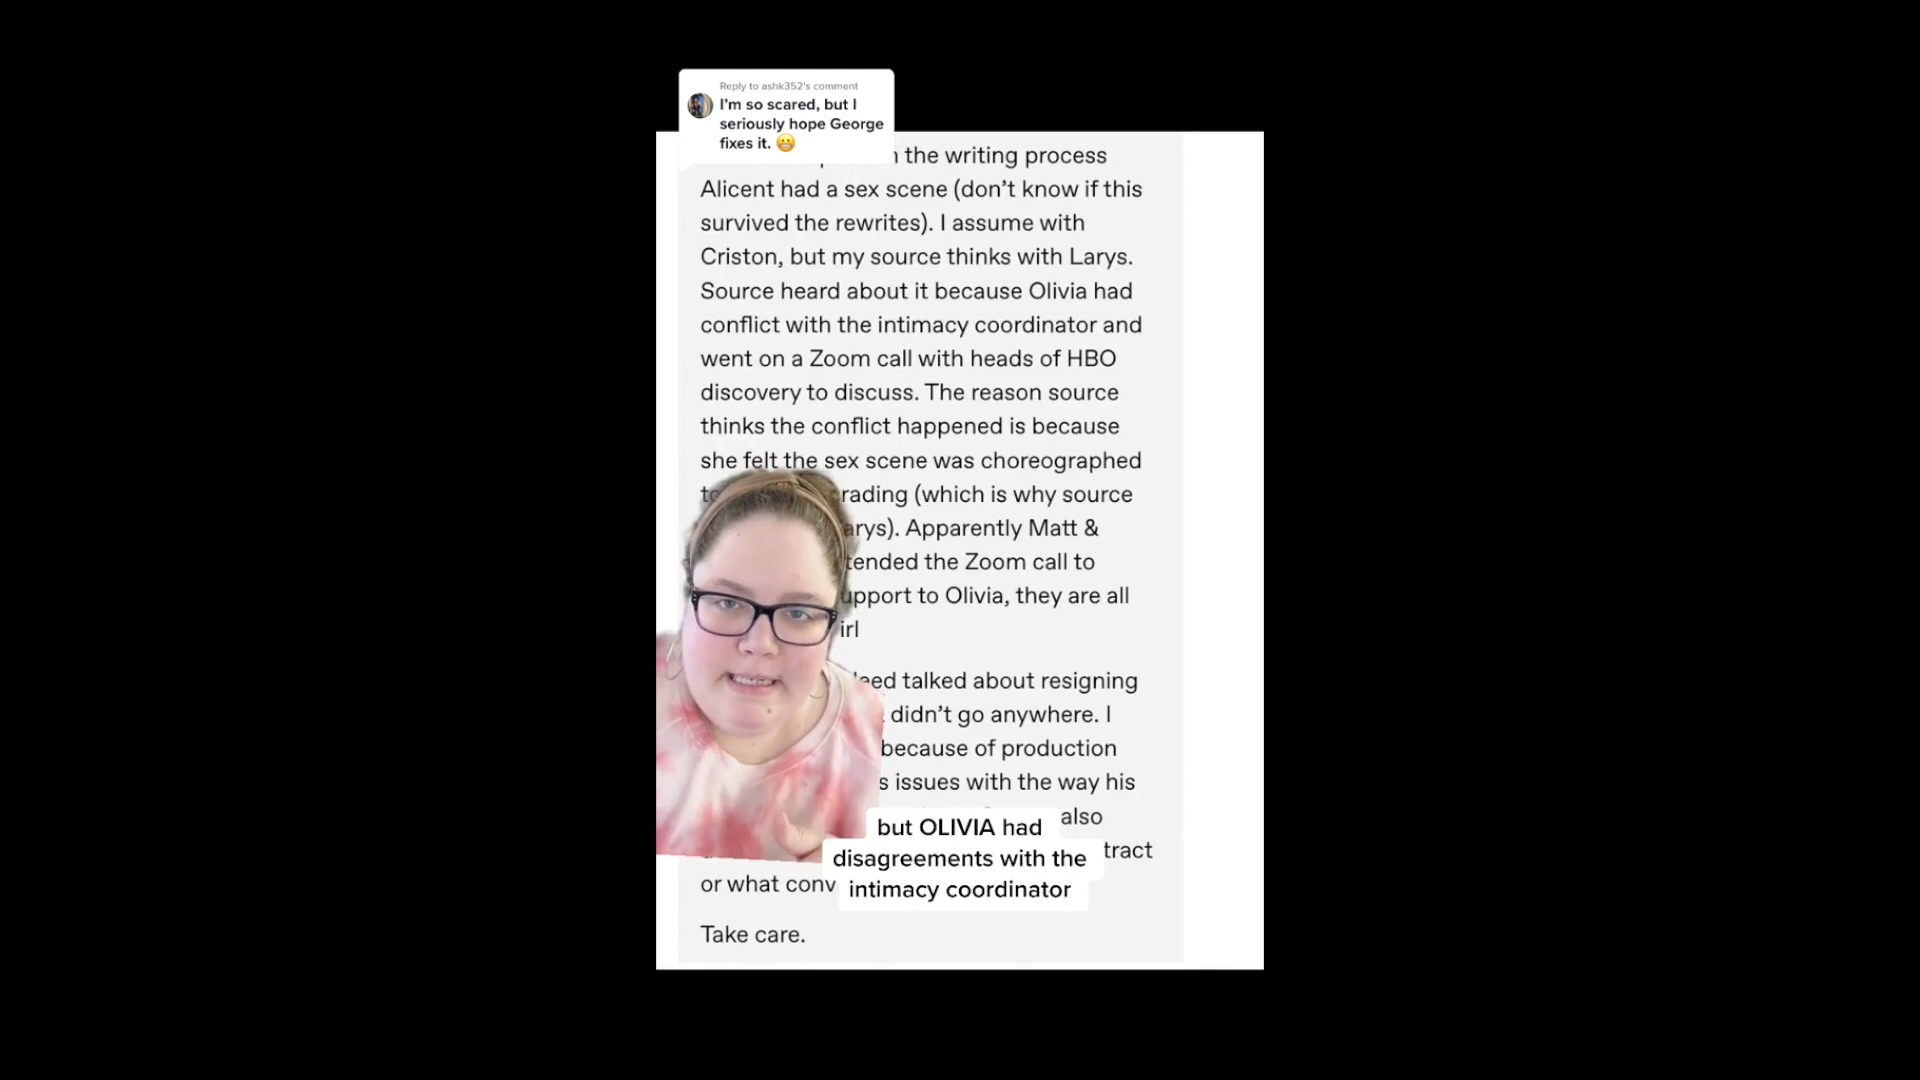 Reply to ashk352's comment
I'm so scared, but I
seriously hope George
fixes it. 😬
the writing process
Alicent had a sex scene (don't know if this
survived the rewrites). I assume with
Criston, but my source thinks with Larys.
Source heard about it because Olivia had
conflict with the intimacy coordinator and
went on a Zoom call with heads of HBO
discovery to discuss. The reason source
thinks the conflict happened is because
she felt the sex scene was choreographed
rading (which is why source
arys). Apparently Matt &
tended the Zoom call to
upport to Olivia, they are all
irl
eed talked about resigning
didn't go anywhere. I
because of production
s issues with the way his
also
tract
or what conv
Take care.
but OLIVIA had
disagreements with the
intimacy coordinator